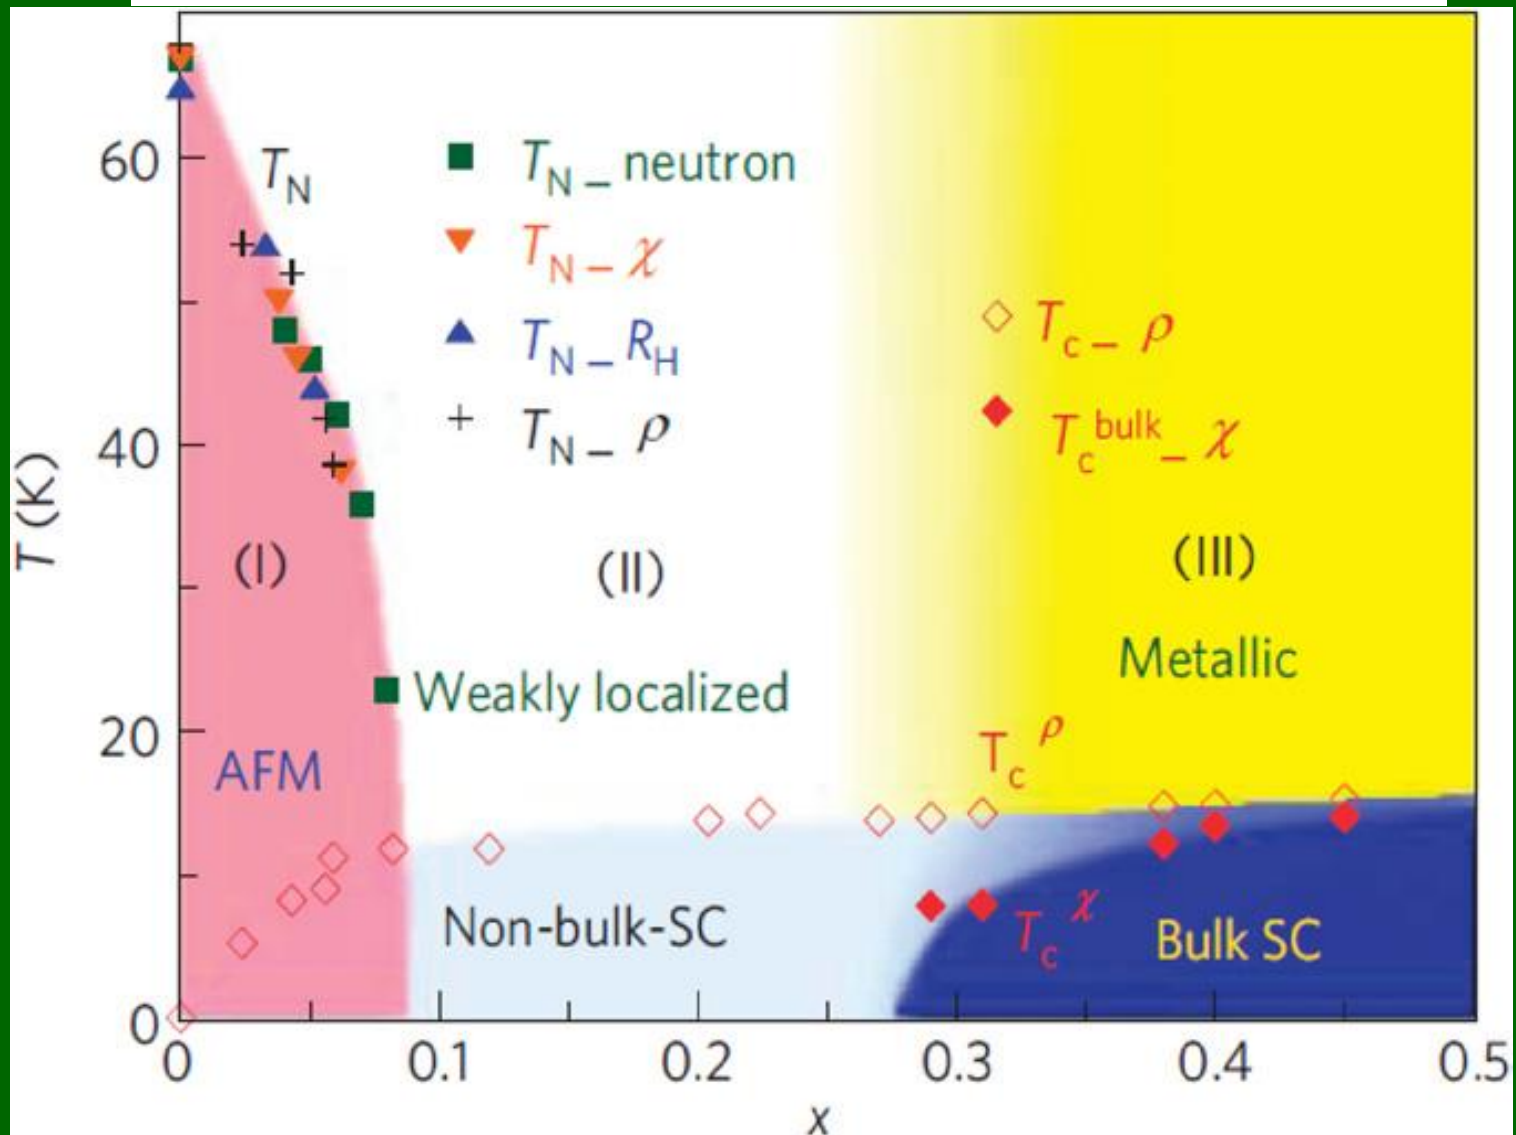 60
40
20
0
T (K)
T_N
T_N _ neutron
T_N _ χ
T_N _ R_H
T_N _ ρ
T_c _ ρ
T_c^bulk _ χ
(I)
(II)
(III)
Metallic
Weakly localized
AFM
T_c^ρ
Non-bulk-SC
T_c^χ
Bulk SC
0 0.1 0.2 0.3 0.4 0.5
x